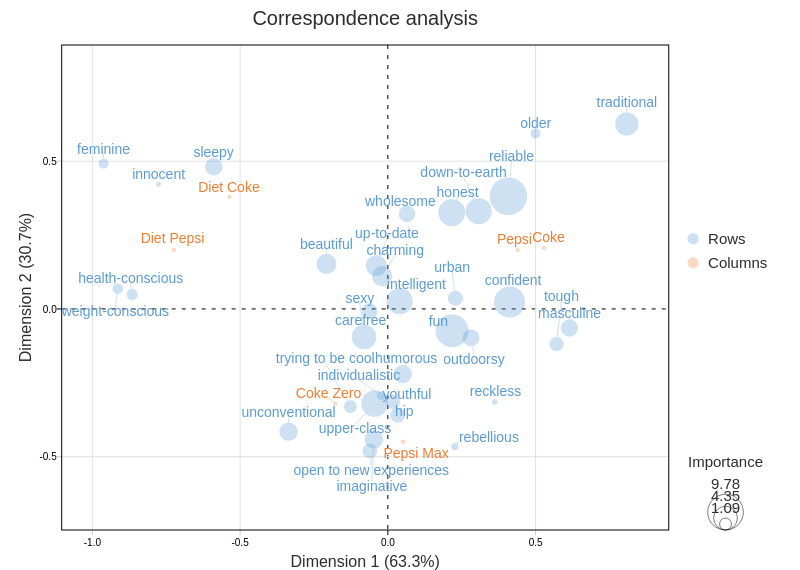 Correspondence analysis
traditional
older
feminine
sleepy
reliable
0.5
innocent
down-to-earth
Diet Coke
honest
wholesome
Diet Pepsi
up-to-date
Pepsi
Coke
beautiful
charming
Rows
Columns
urban
health-conscious
intelligent
confident
sexy
tough
0.0
weight-conscious
masculine
carefree
fun
trying to be cool
humorous
outdoorsy
individualistic
Coke Zero
youthful
reckless
unconventional
hip
upper-class
rebellious
-0.5
Pepsi Max
open to new experiences
imaginative
Importance
9.78
4.35
1.09
-1.0
-0.5
0.0
0.5
Dimension 1 (63.3%)
Dimension 2 (30.7%)